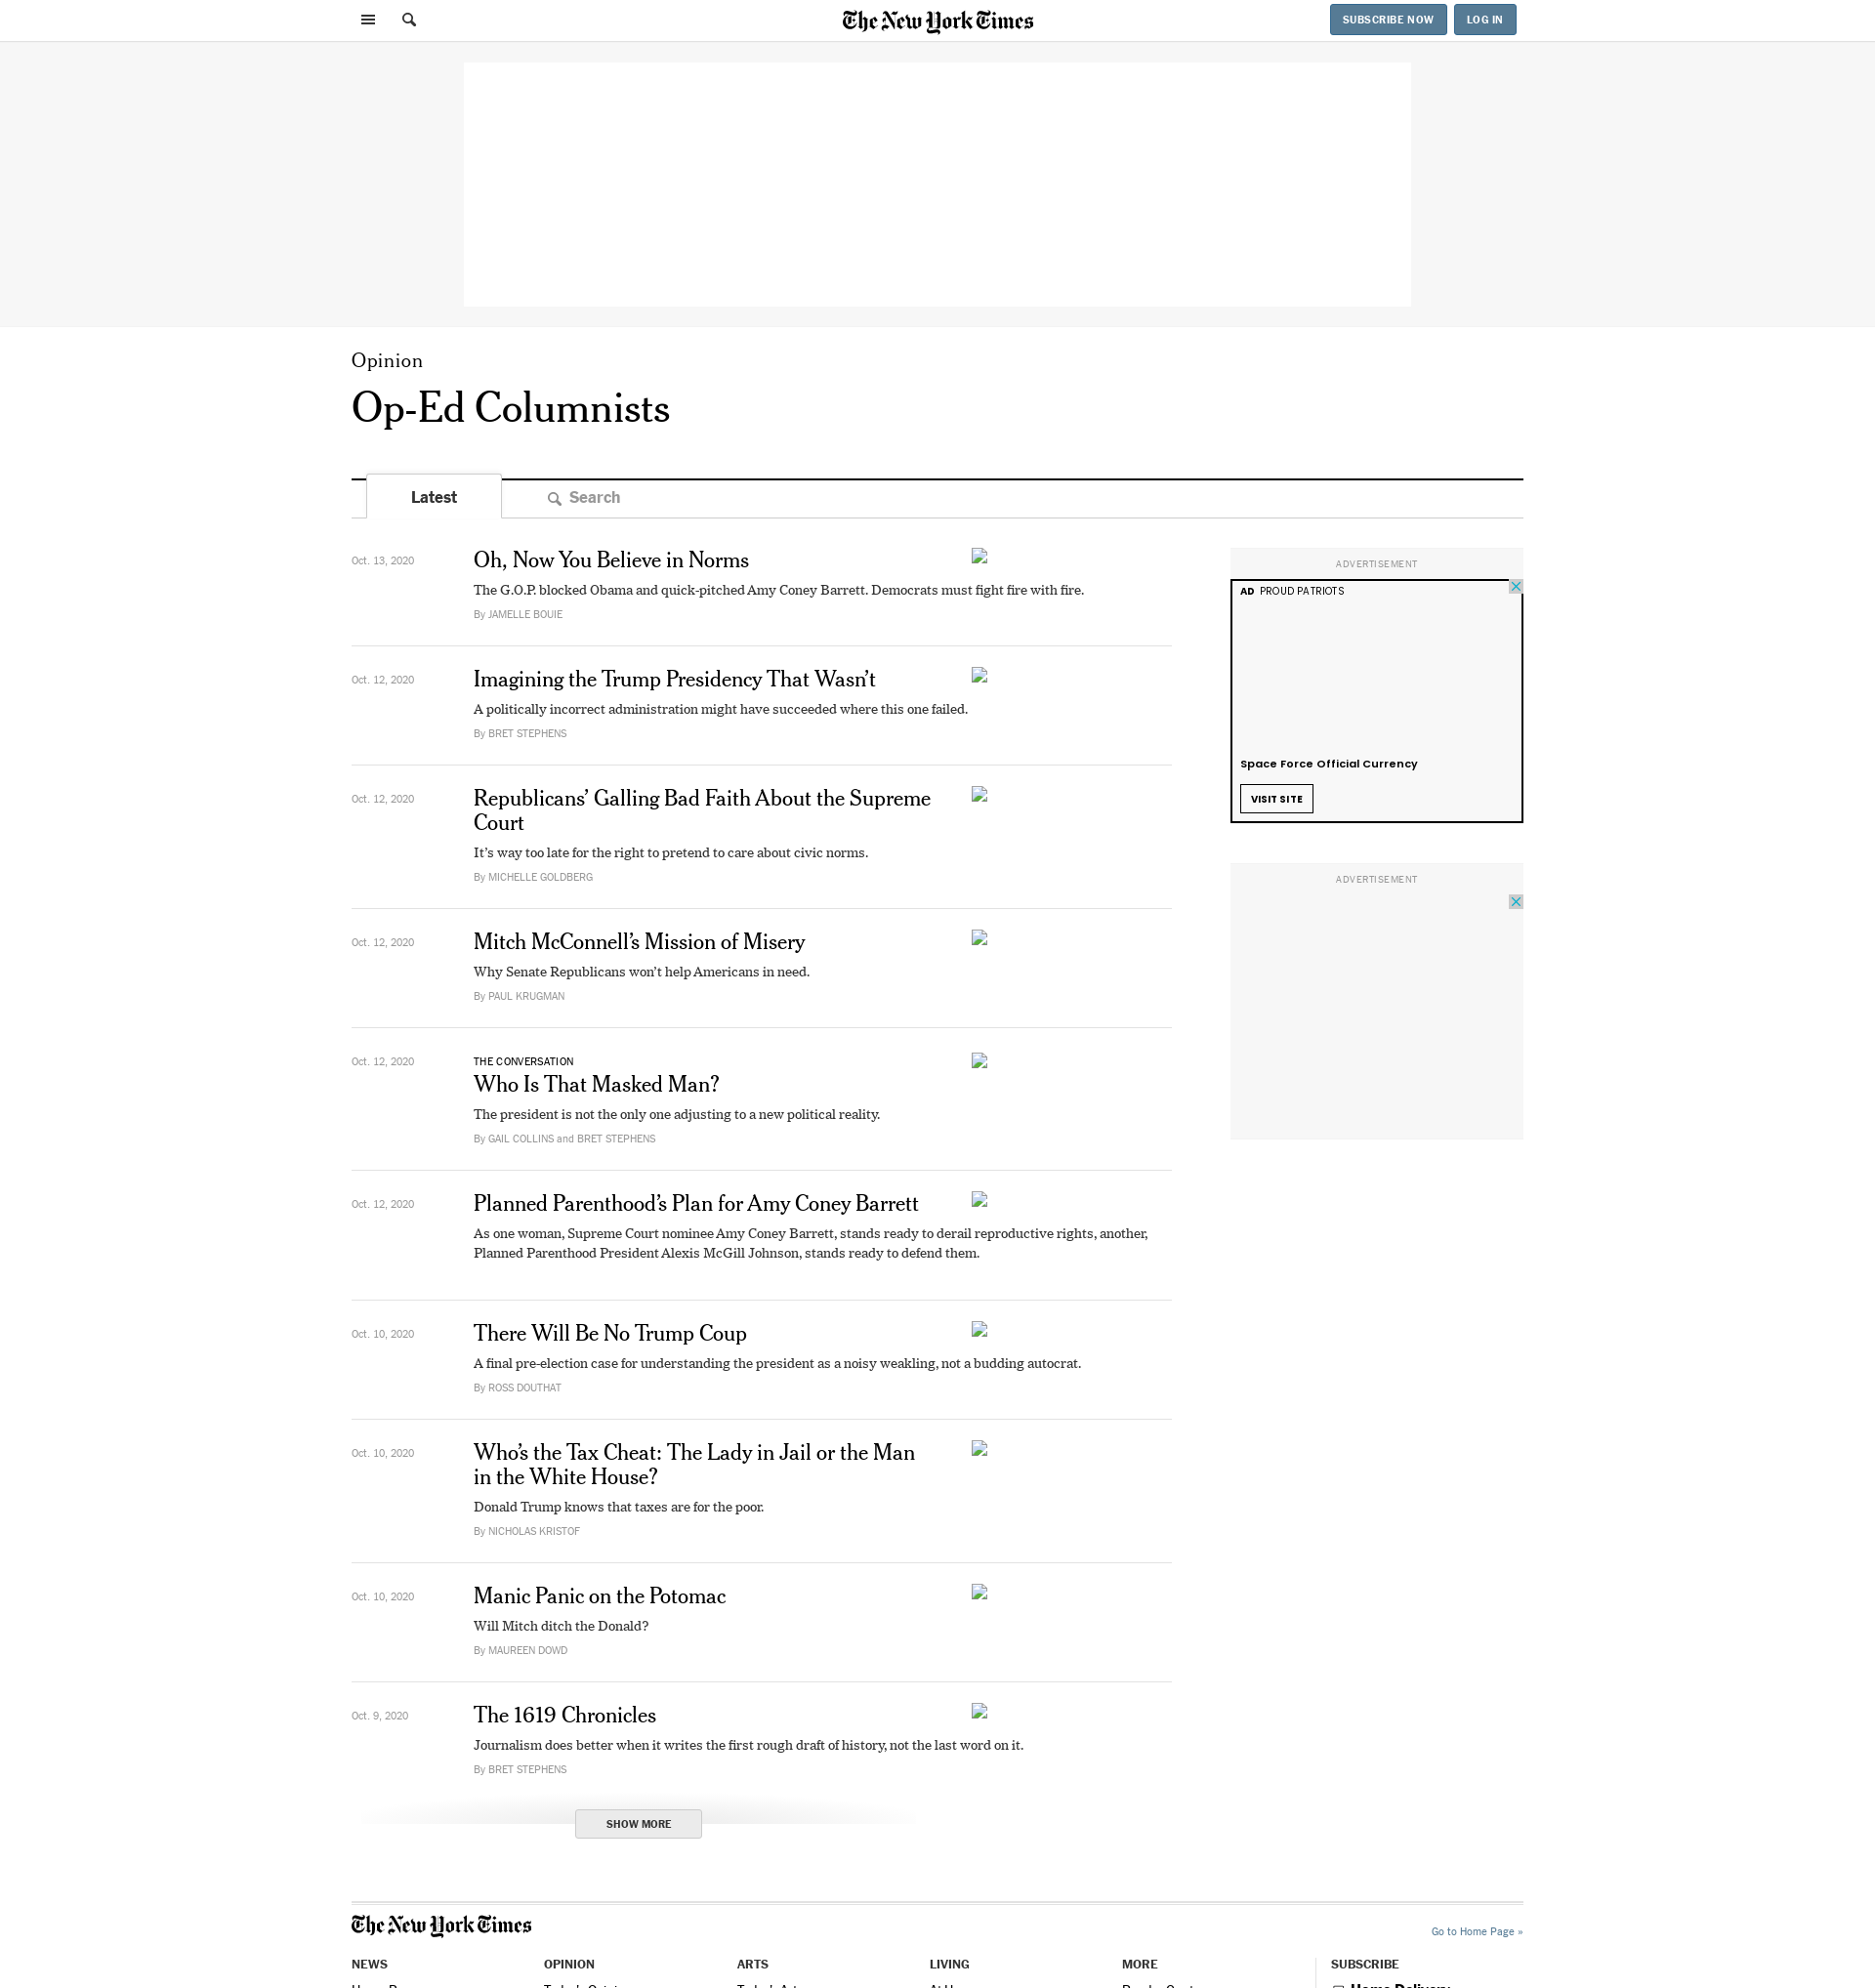 The New York Times
SUBSCRIBE NOW
LOG IN
Opinion
Op-Ed Columnists
Latest
Search
Oct. 13, 2020
Oh, Now You Believe in Norms
The G.O.P. blocked Obama and quick-pitched Amy Coney Barrett. Democrats must fight fire with fire.
By JAMELLE BOUIE
Oct. 12, 2020
Imagining the Trump Presidency That Wasn’t
A politically incorrect administration might have succeeded where this one failed.
By BRET STEPHENS
Oct. 12, 2020
Republicans’ Galling Bad Faith About the Supreme
Court
It’s way too late for the right to pretend to care about civic norms.
By MICHELLE GOLDBERG
Oct. 12, 2020
Mitch McConnell’s Mission of Misery
Why Senate Republicans won’t help Americans in need.
By PAUL KRUGMAN
Oct. 12, 2020
THE CONVERSATION
Who Is That Masked Man?
The president is not the only one adjusting to a new political reality.
By GAIL COLLINS and BRET STEPHENS
Oct. 12, 2020
Planned Parenthood’s Plan for Amy Coney Barrett
As one woman, Supreme Court nominee Amy Coney Barrett, stands ready to derail reproductive rights, another,
Planned Parenthood President Alexis McGill Johnson, stands ready to defend them.
Oct. 10, 2020
There Will Be No Trump Coup
A final pre-election case for understanding the president as a noisy weakling, not a budding autocrat.
By ROSS DOUTHAT
Oct. 10, 2020
Who’s the Tax Cheat: The Lady in Jail or the Man
in the White House?
Donald Trump knows that taxes are for the poor.
By NICHOLAS KRISTOF
Oct. 10, 2020
Manic Panic on the Potomac
Will Mitch ditch the Donald?
By MAUREEN DOWD
Oct. 9, 2020
The 1619 Chronicles
Journalism does better when it writes the first rough draft of history, not the last word on it.
By BRET STEPHENS
SHOW MORE
ADVERTISEMENT
AD PROUD PATRIOTS
Space Force Official Currency
VISIT SITE
ADVERTISEMENT
The New York Times
Go to Home Page »
NEWS
OPINION
ARTS
LIVING
MORE
SUBSCRIBE
Home Delivery